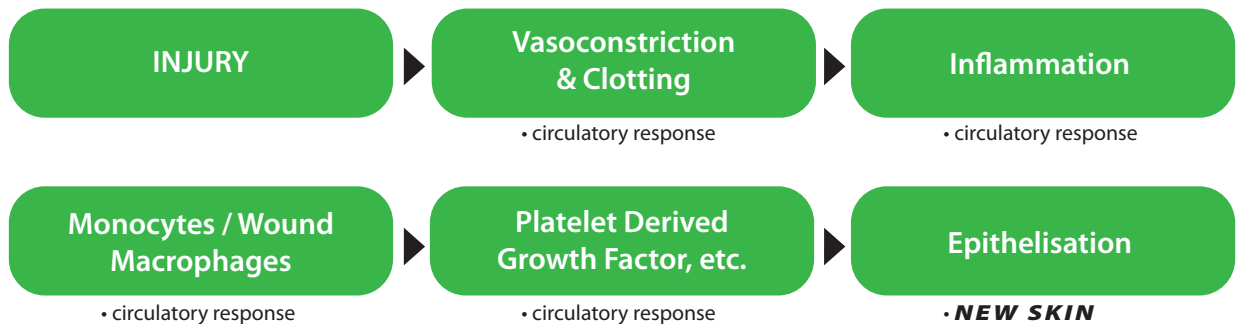 INJURY
Vasoconstriction
& Clotting
Inflammation
• circulatory response
• circulatory response
Monocytes / Wound
Macrophages
Platelet Derived
Growth Factor, etc.
Epithelisation
• circulatory response
• circulatory response
• NEW SKIN